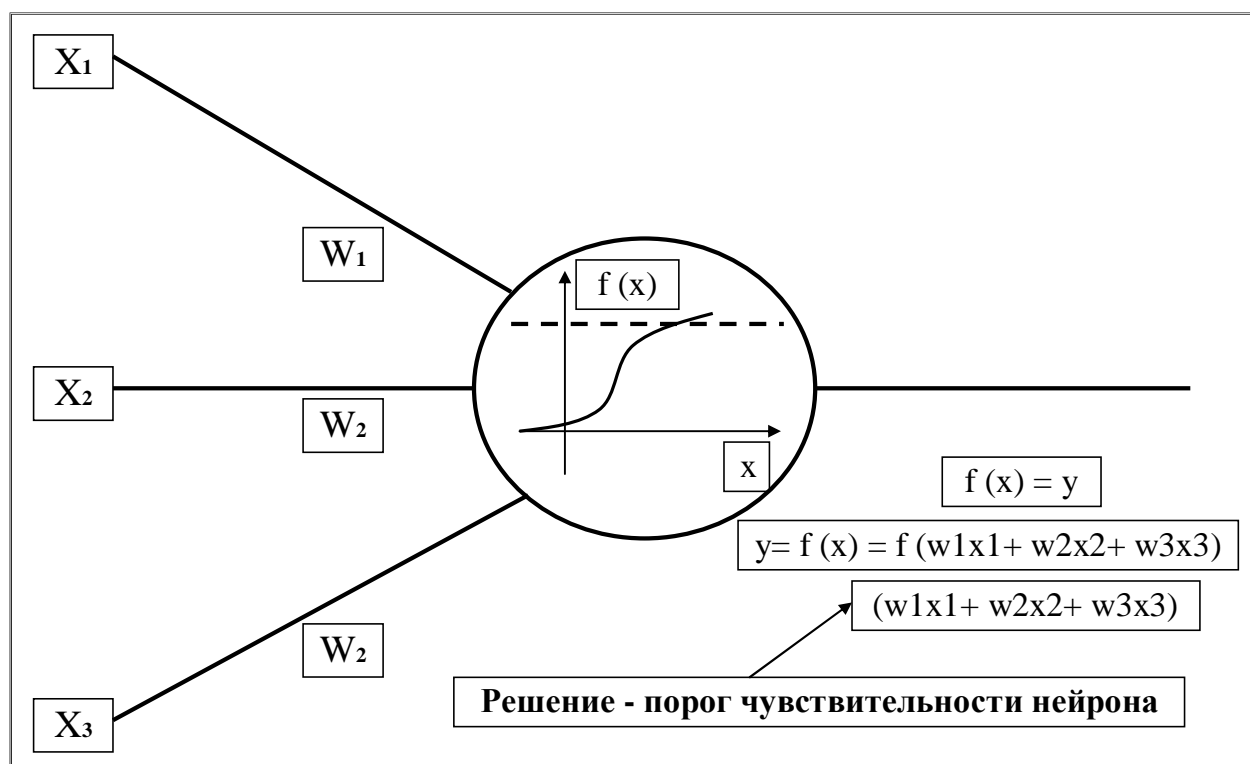 X₁
W₁
f (x)
X₂
W₂
x
f (x) = y
y= f (x) = f (w1x1+ w2x2+ w3x3)
(w1x1+ w2x2+ w3x3)
W₂
Решение - порог чувствительности нейрона
X₃